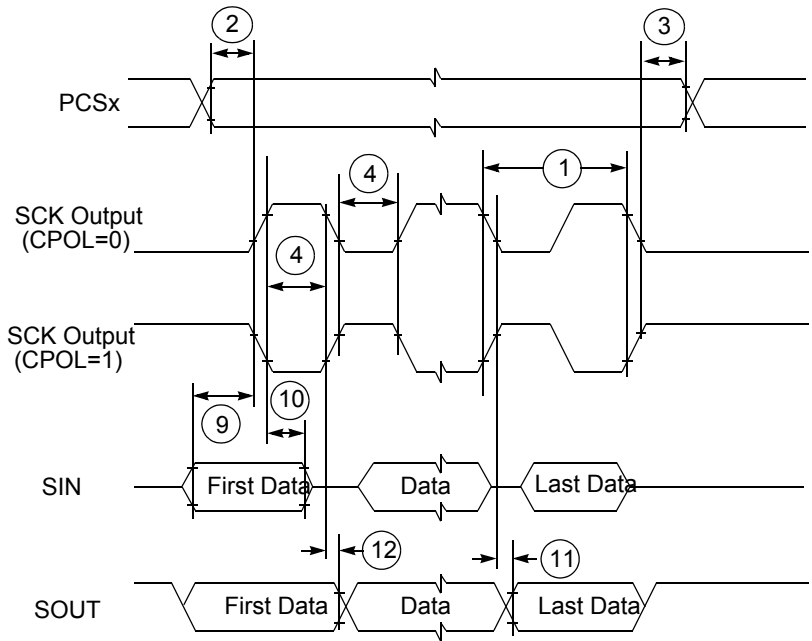 2
3
PCSx
4
1
SCK Output
(CPOL=0)
4
SCK Output
(CPOL=1)
10
9
SIN
First Data
Data
Last Data
12
11
SOUT
First Data
Data
Last Data